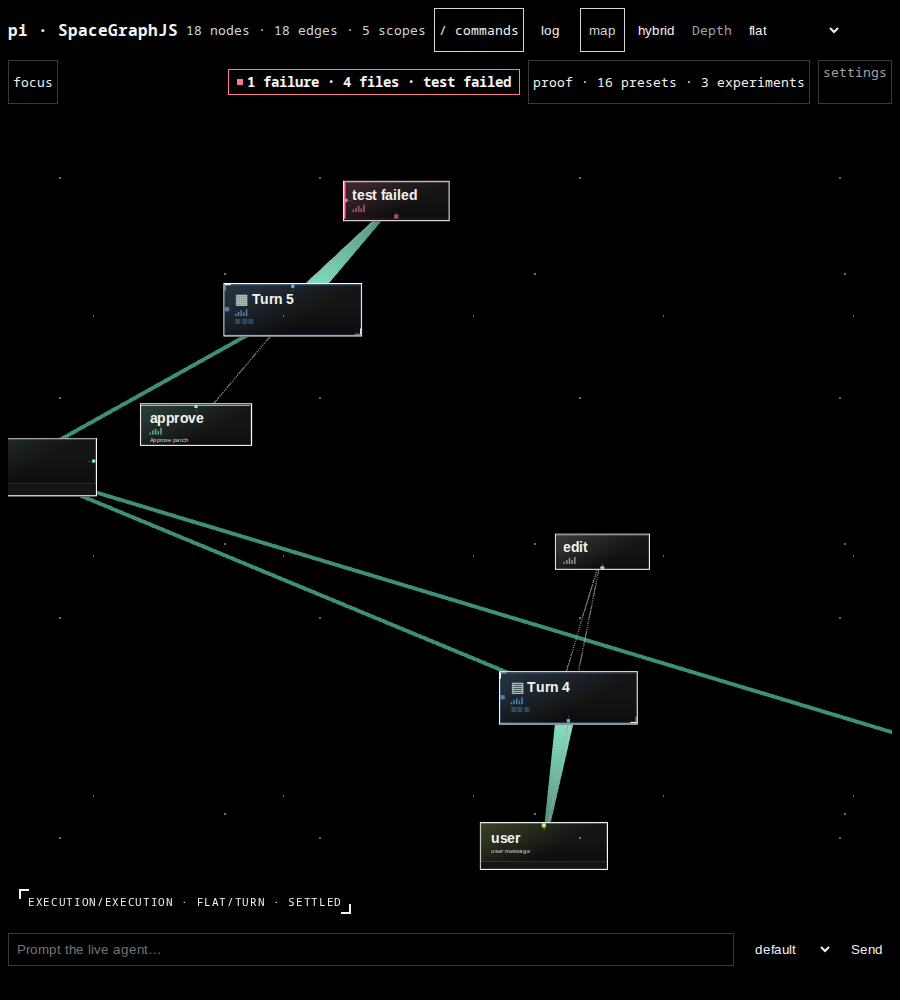 pi · SpaceGraphJS 18 nodes · 18 edges · 5 scopes / commands log map hybrid Depth flat
focus 1 failure · 4 files · test failed proof · 16 presets · 3 experiments settings
test failed
Turn 5
approve
Approve patch
edit
Turn 4
user
user message
EXECUTION/EXECUTION · FLAT/TURN · SETTLED
Prompt the live agent… default Send